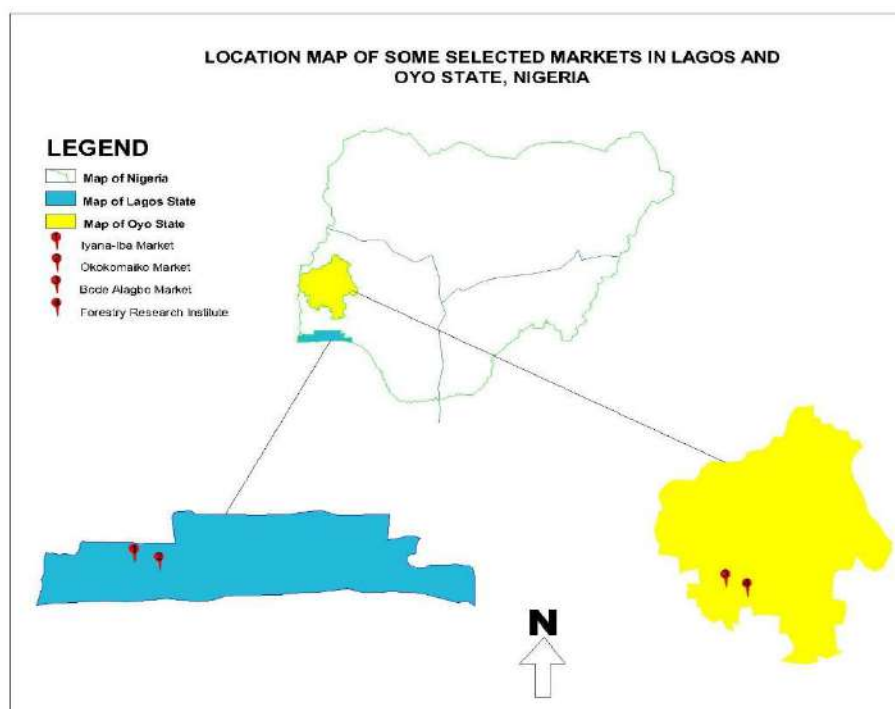 LOCATION MAP OF SOME SELECTED MARKETS IN LAGOS AND
OYO STATE, NIGERIA
LEGEND
Map of Nigeria
Map of Lagos State
Map of Oyo State
Iyana-Iba Market
Okokomaiko Market
Bode Alagbo Market
Forestry Research Institute
N